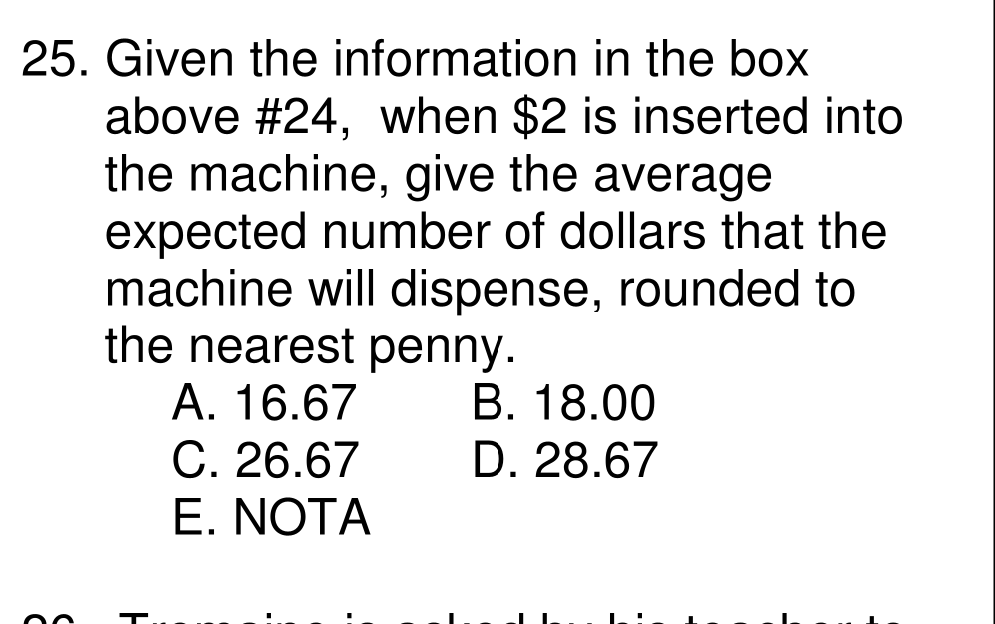 25. Given the information in the box
above #24,  when $2 is inserted into
the machine, give the average
expected number of dollars that the
machine will dispense, rounded to
the nearest penny.
A. 16.67 B. 18.00
C. 26.67 D. 28.67
E. NOTA
26. Tremaine is asked by his teacher to